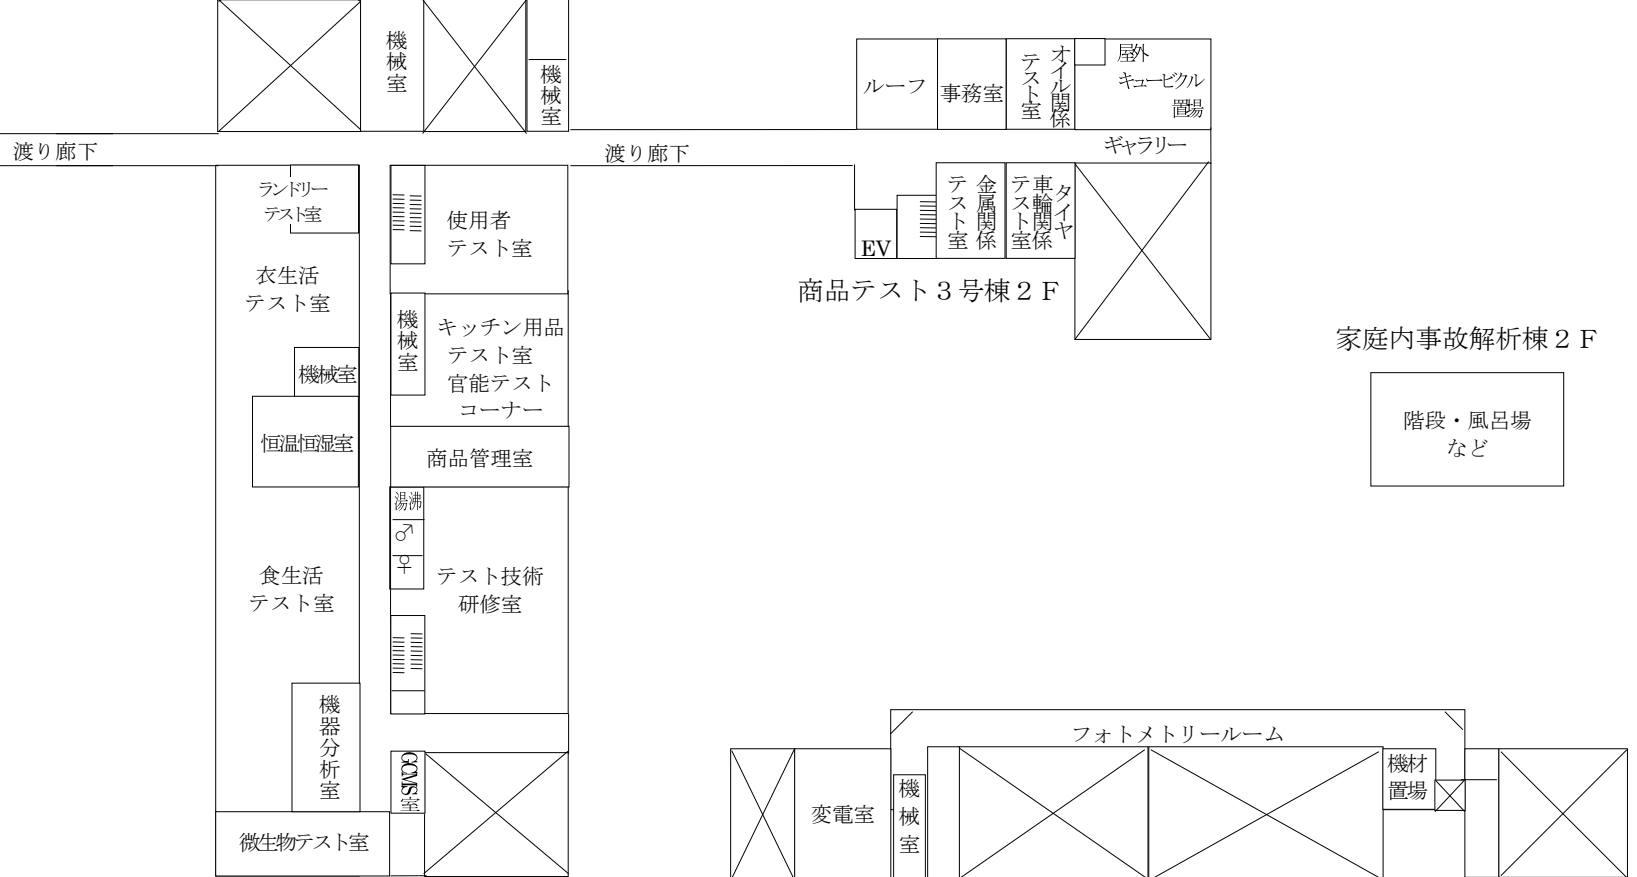 機械室
機械室
渡り廊下
渡り廊下
ルーフ
事務室
オイル関係
テスト室
屋外
キュービクル
置場
ギャラリー
ランドリー
テスト室
使用者
テスト室
EV
金属関係
テスト室
タイヤ
車輪関係
テスト室
衣生活
テスト室
商品テスト３号棟２Ｆ
機械室
キッチン用品
テスト室
官能テスト
コーナー
家庭内事故解析棟２Ｆ
機械室
階段・風呂場
など
恒温恒湿室
商品管理室
湯沸
♂
♀
食生活
テスト室
テスト技術
研修室
機器分析室
フォトメトリールーム
GCMS室
変電室
機械室
機材
置場
微生物テスト室